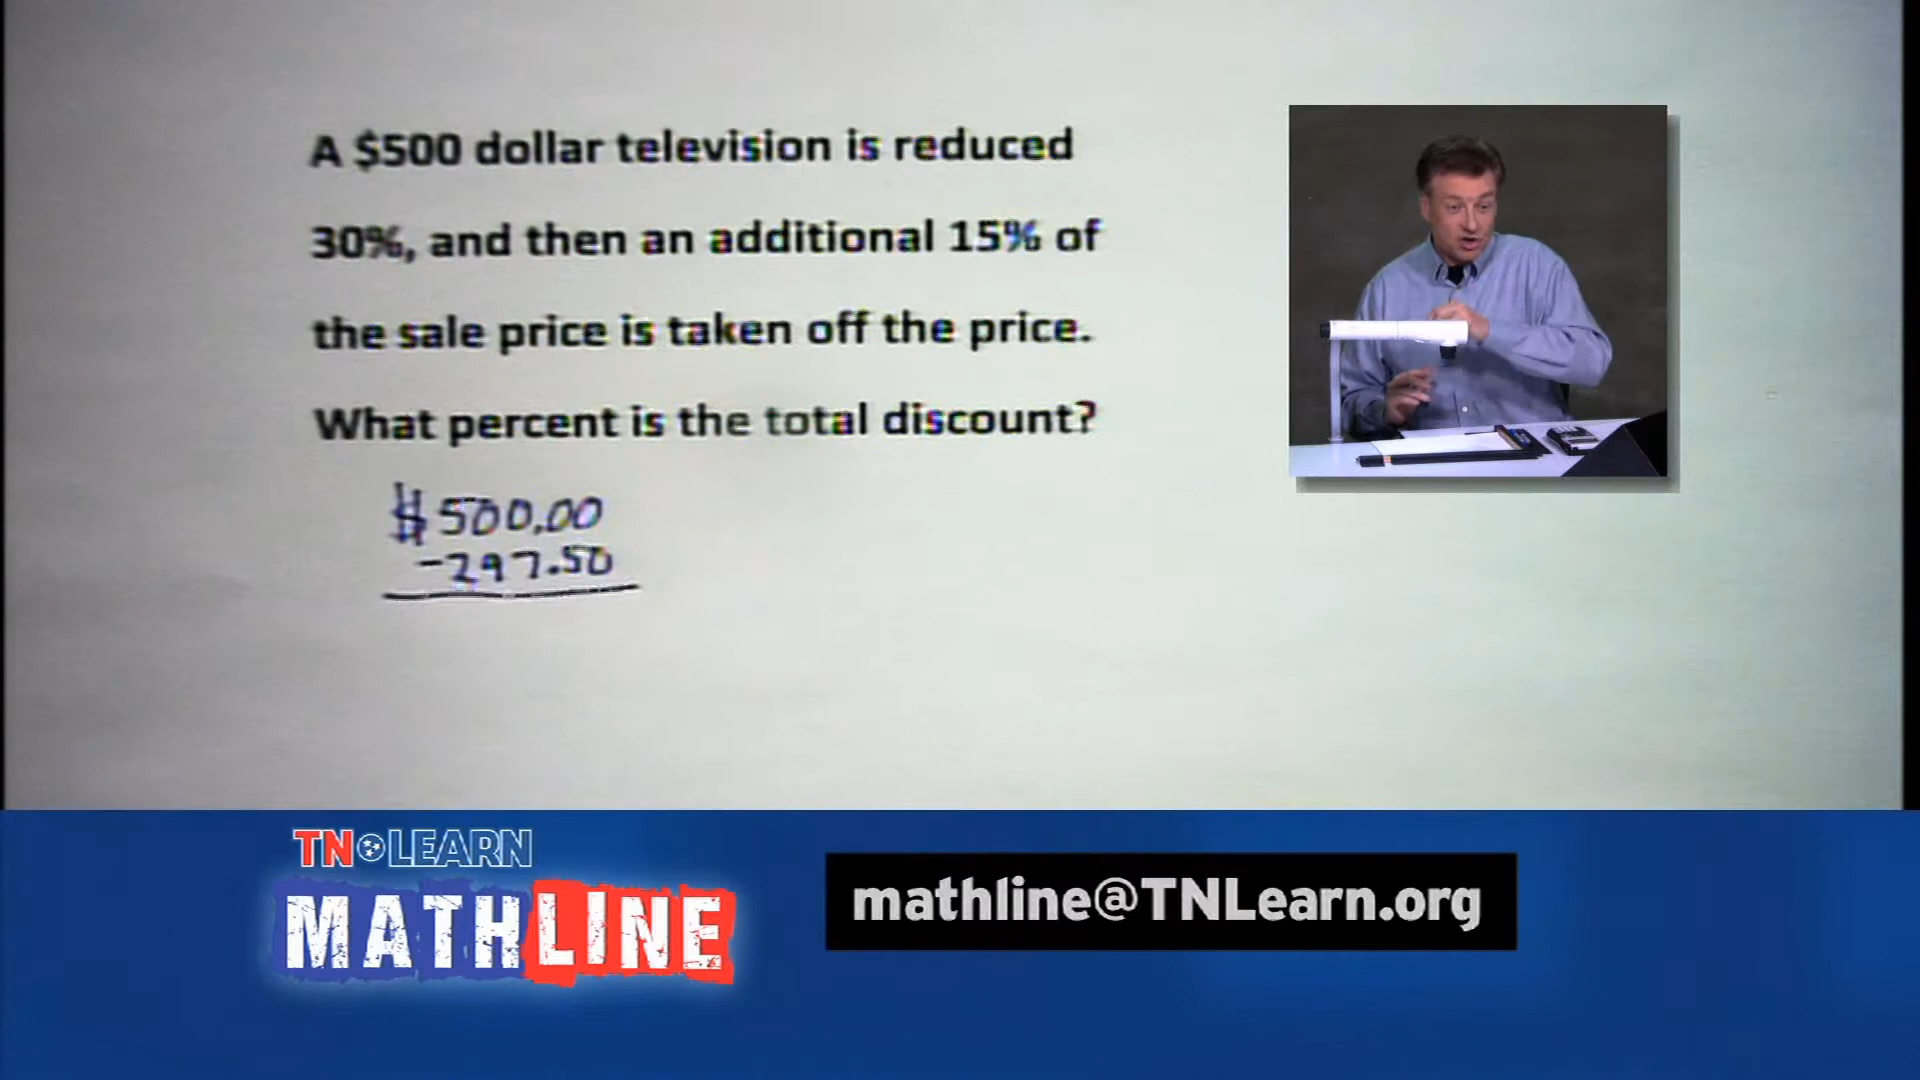 A $500 dollar television is reduced
30%, and then an additional 15% of
the sale price is taken off the price.
What percent is the total discount?
$500.00
-297.50
TN LEARN
MATHLINE
mathline@TNLearn.org